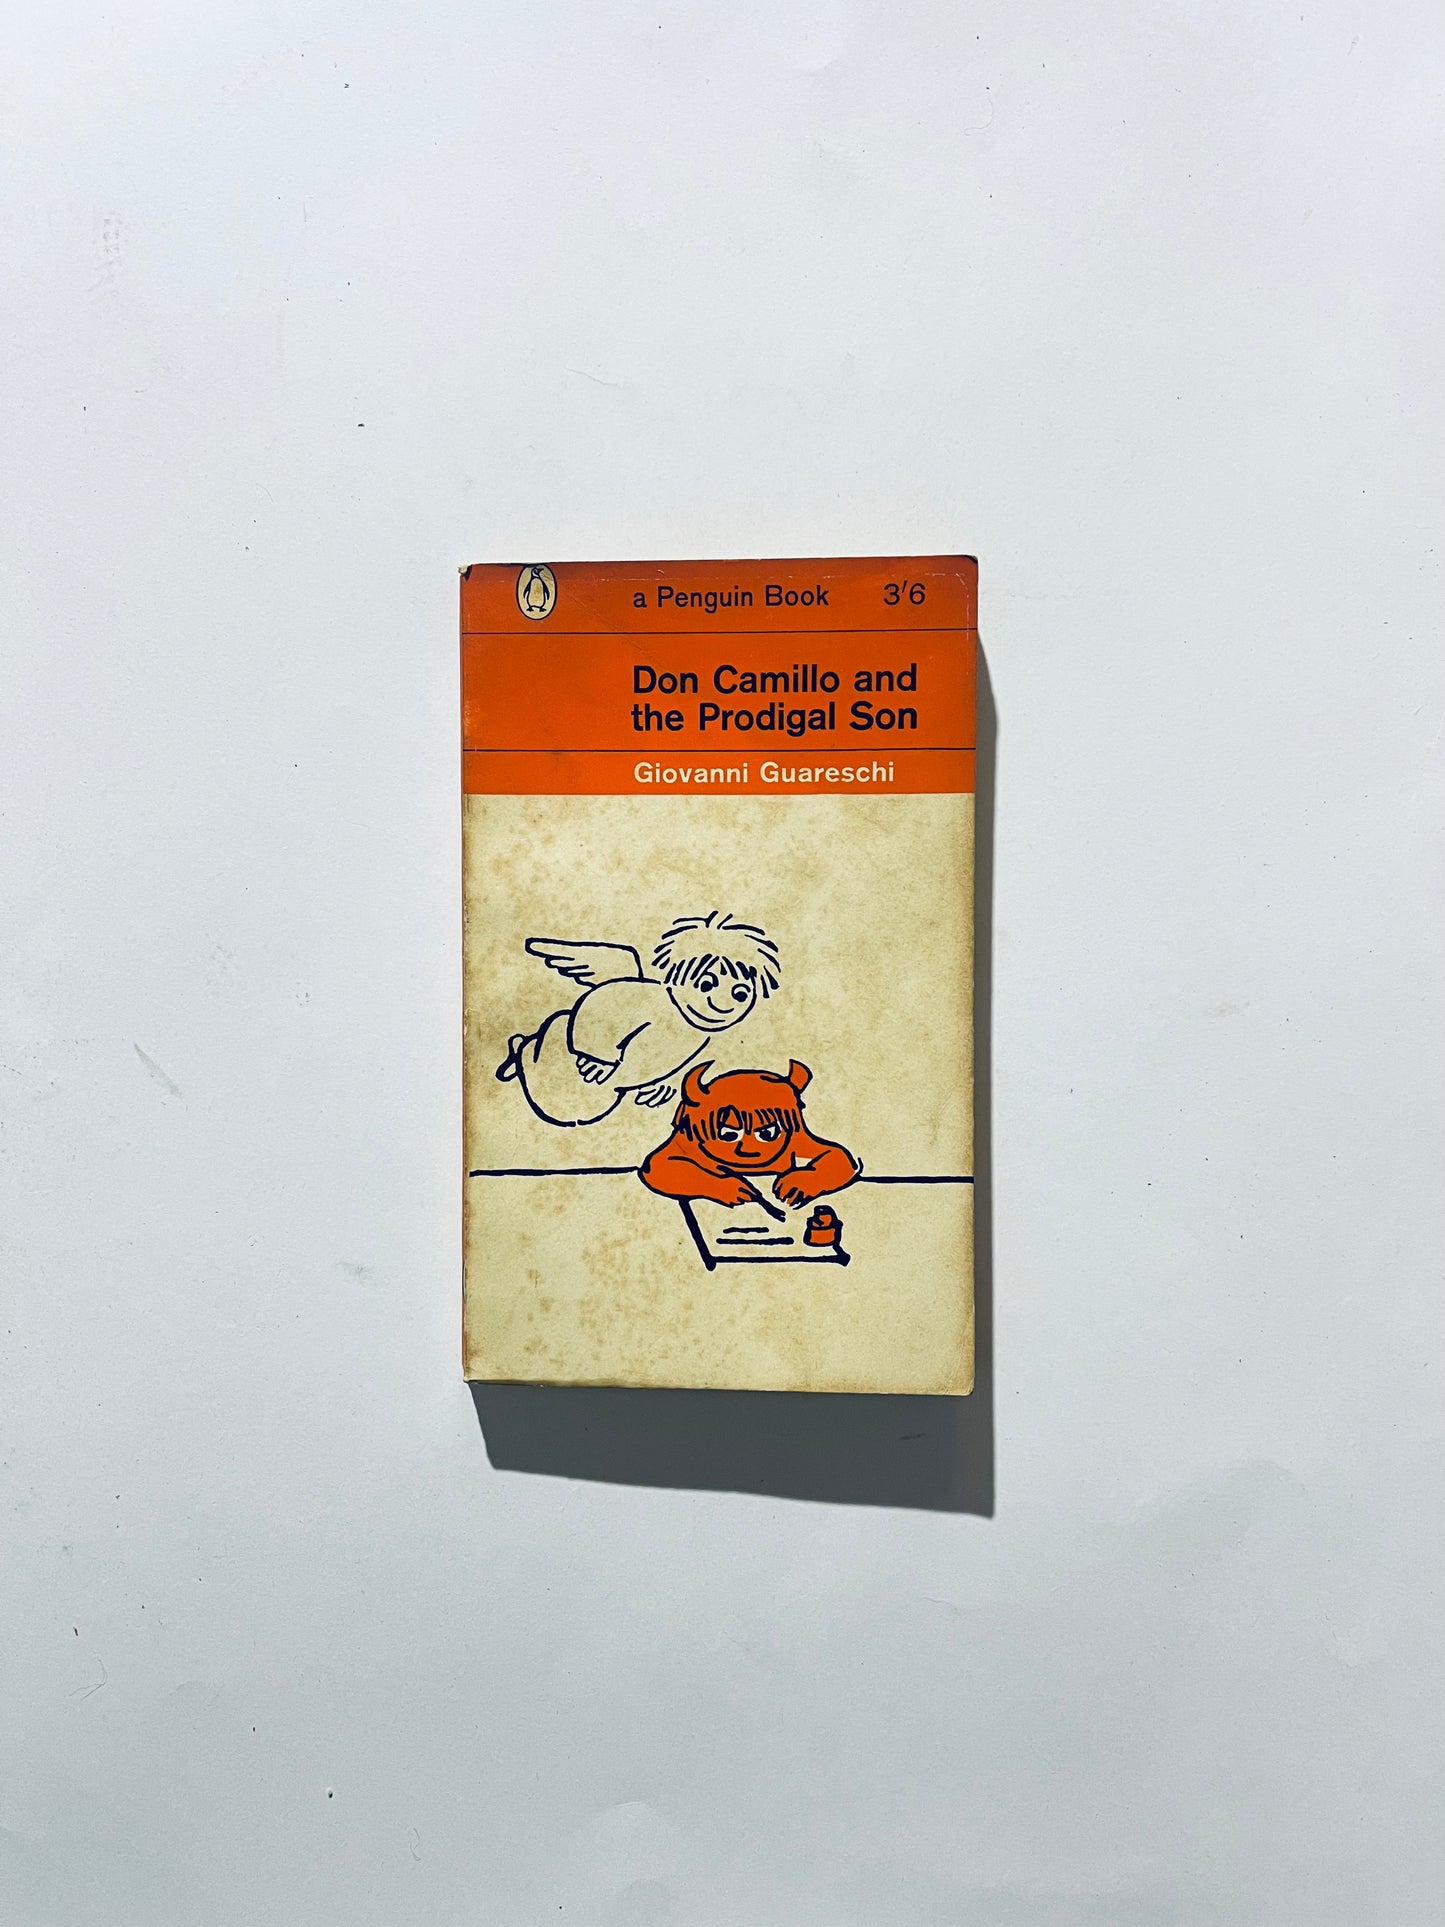 a Penguin Book 3'6
Don Camillo and
the Prodigal Son
Giovanni Guareschi